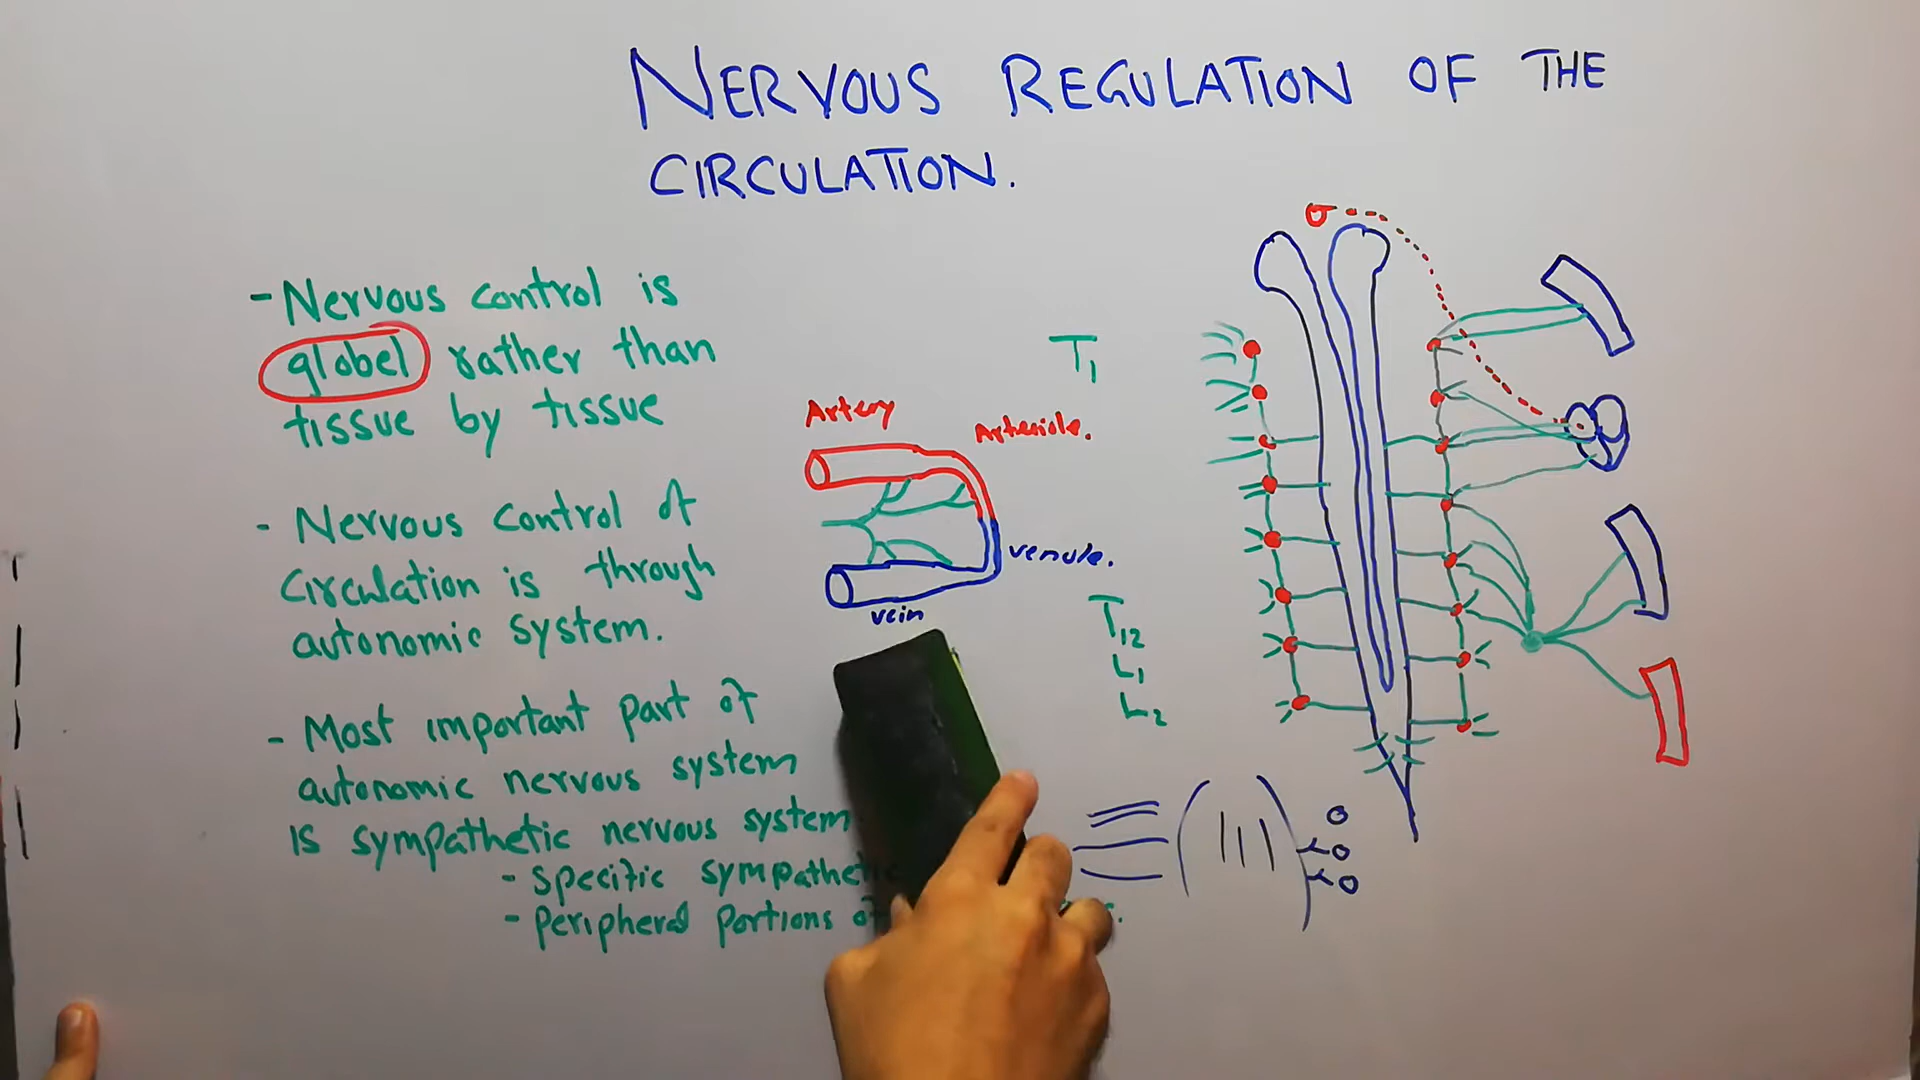 NERVOUS REGULATION OF THE
CIRCULATION.
- Nervous control is
globel rather than
tissue by tissue
- Nervous control of
circulation is through
autonomic system.
- Most important part of
autonomic nervous system
is sympathetic nervous system
- specific sympathetic
- peripheral portions of
Artery
Arteriole.
venule.
vein
T1
T12
L1
L2